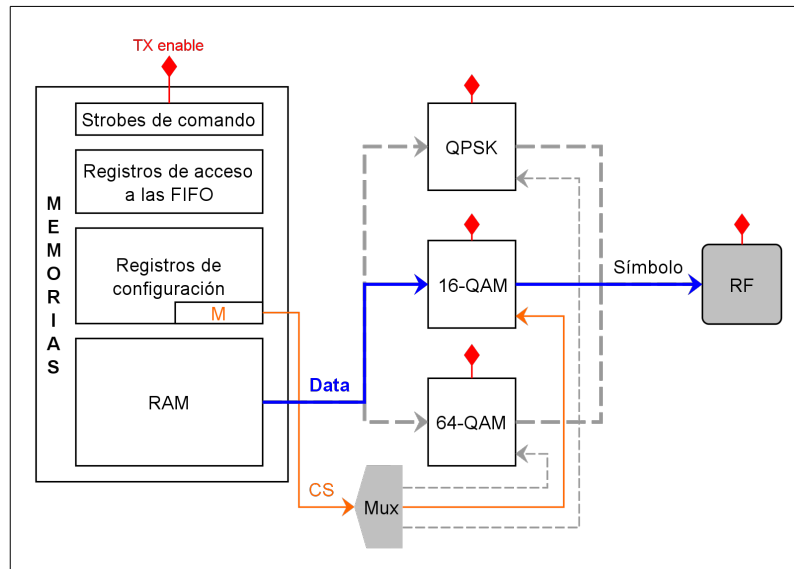 TX enable
MEMORIAS
Strobes de comando
Registros de acceso
a las FIFO
Registros de
configuración
M
RAM
Data
CS
Mux
QPSK
16-QAM
64-QAM
Símbolo
RF